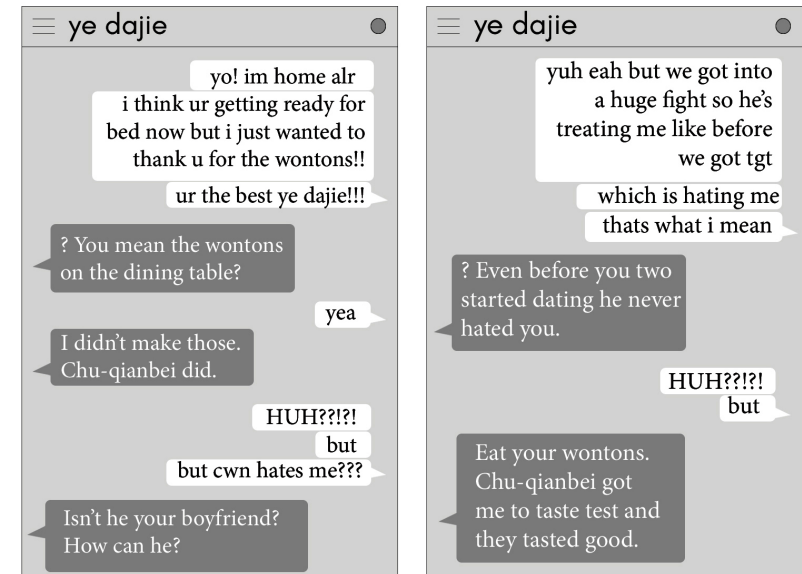 ye dajie
yo! im home alr
i think ur getting ready for
bed now but i just wanted to
thank u for the wontons!!
ur the best ye dajie!!!
? You mean the wontons
on the dining table?
yea
I didn’t make those.
Chu-qianbei did.
HUH??!?!
but
but cwn hates me???
Isn’t he your boyfriend?
How can he?
ye dajie
yuh eah but we got into
a huge fight so he’s
treating me like before
we got tgt
which is hating me
thats what i mean
? Even before you two
started dating he never
hated you.
HUH??!?!
but
Eat your wontons.
Chu-qianbei got
me to taste test and
they tasted good.